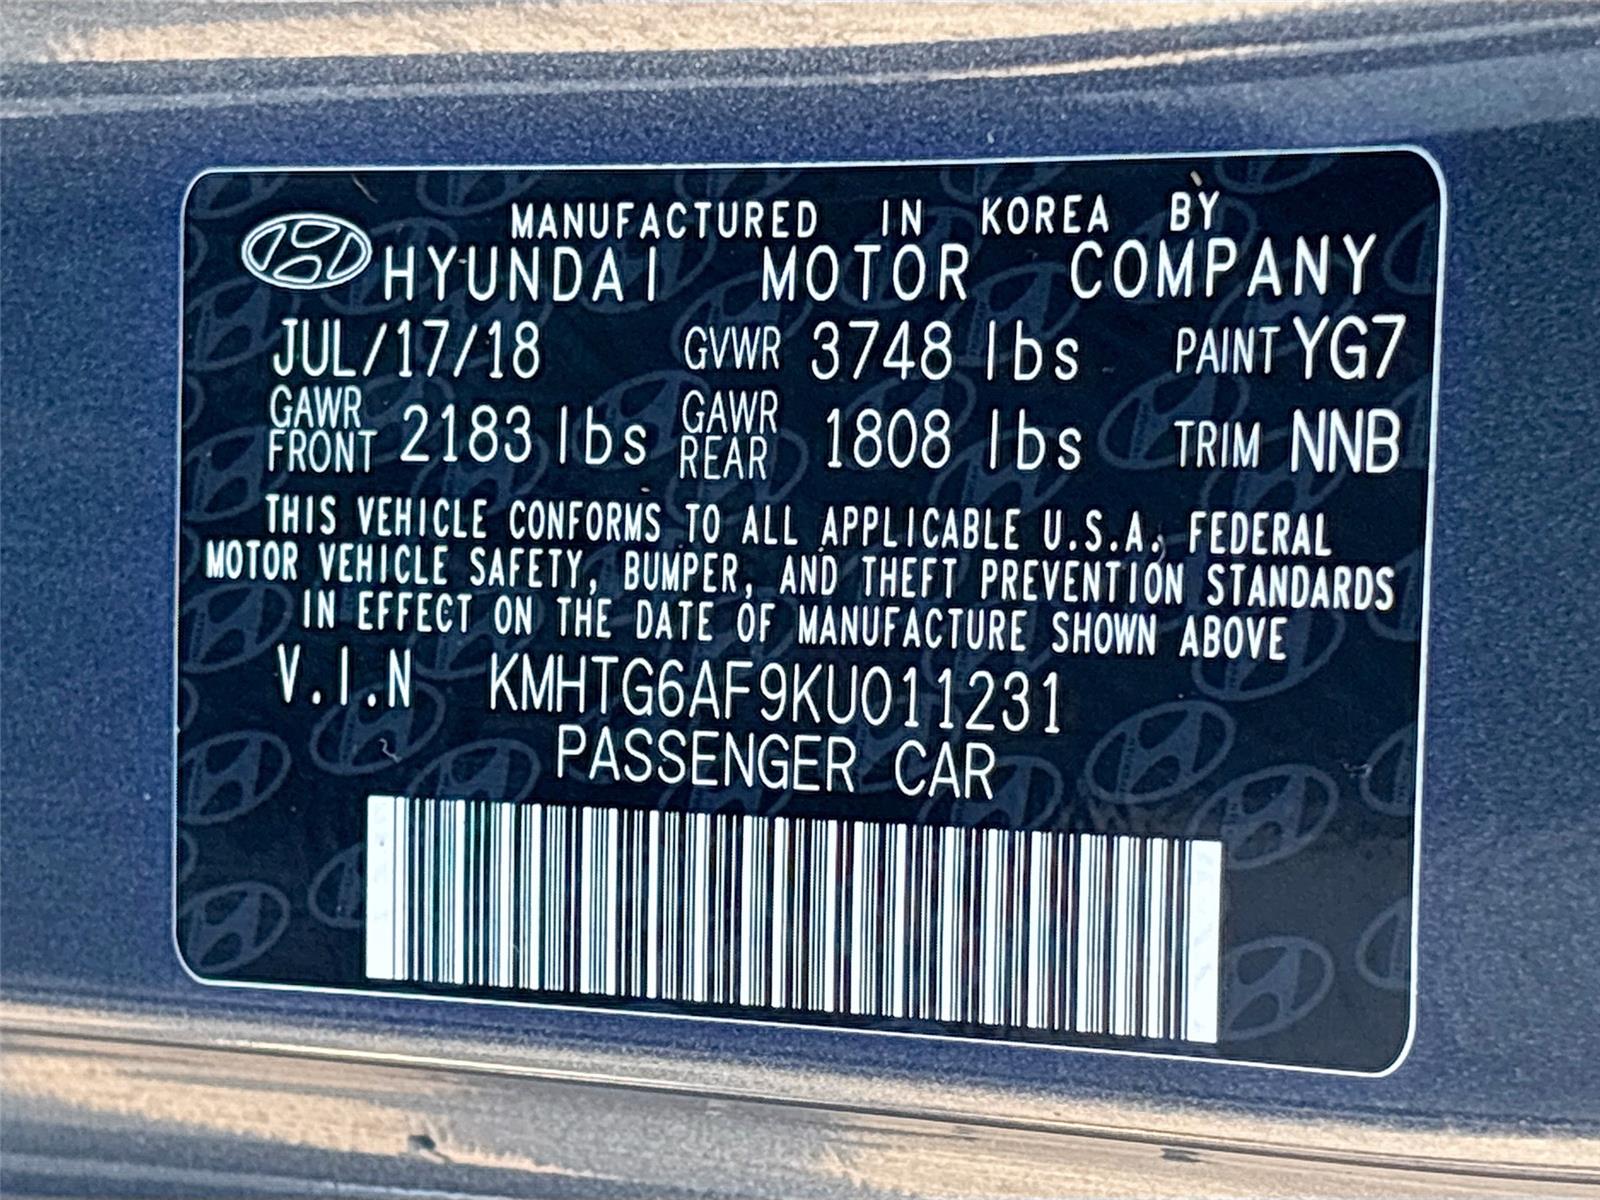 MANUFACTURED IN KOREA BY
HYUNDAI MOTOR COMPANY
JUL/17/18 GVWR 3748 lbs PAINT YG7
GAWR FRONT 2183 lbs GAWR REAR 1808 lbs TRIM NNB
THIS VEHICLE CONFORMS TO ALL APPLICABLE U.S.A. FEDERAL
MOTOR VEHICLE SAFETY, BUMPER, AND THEFT PREVENTION STANDARDS
IN EFFECT ON THE DATE OF MANUFACTURE SHOWN ABOVE
V.I.N KMHTG6AF9KU011231
PASSENGER CAR